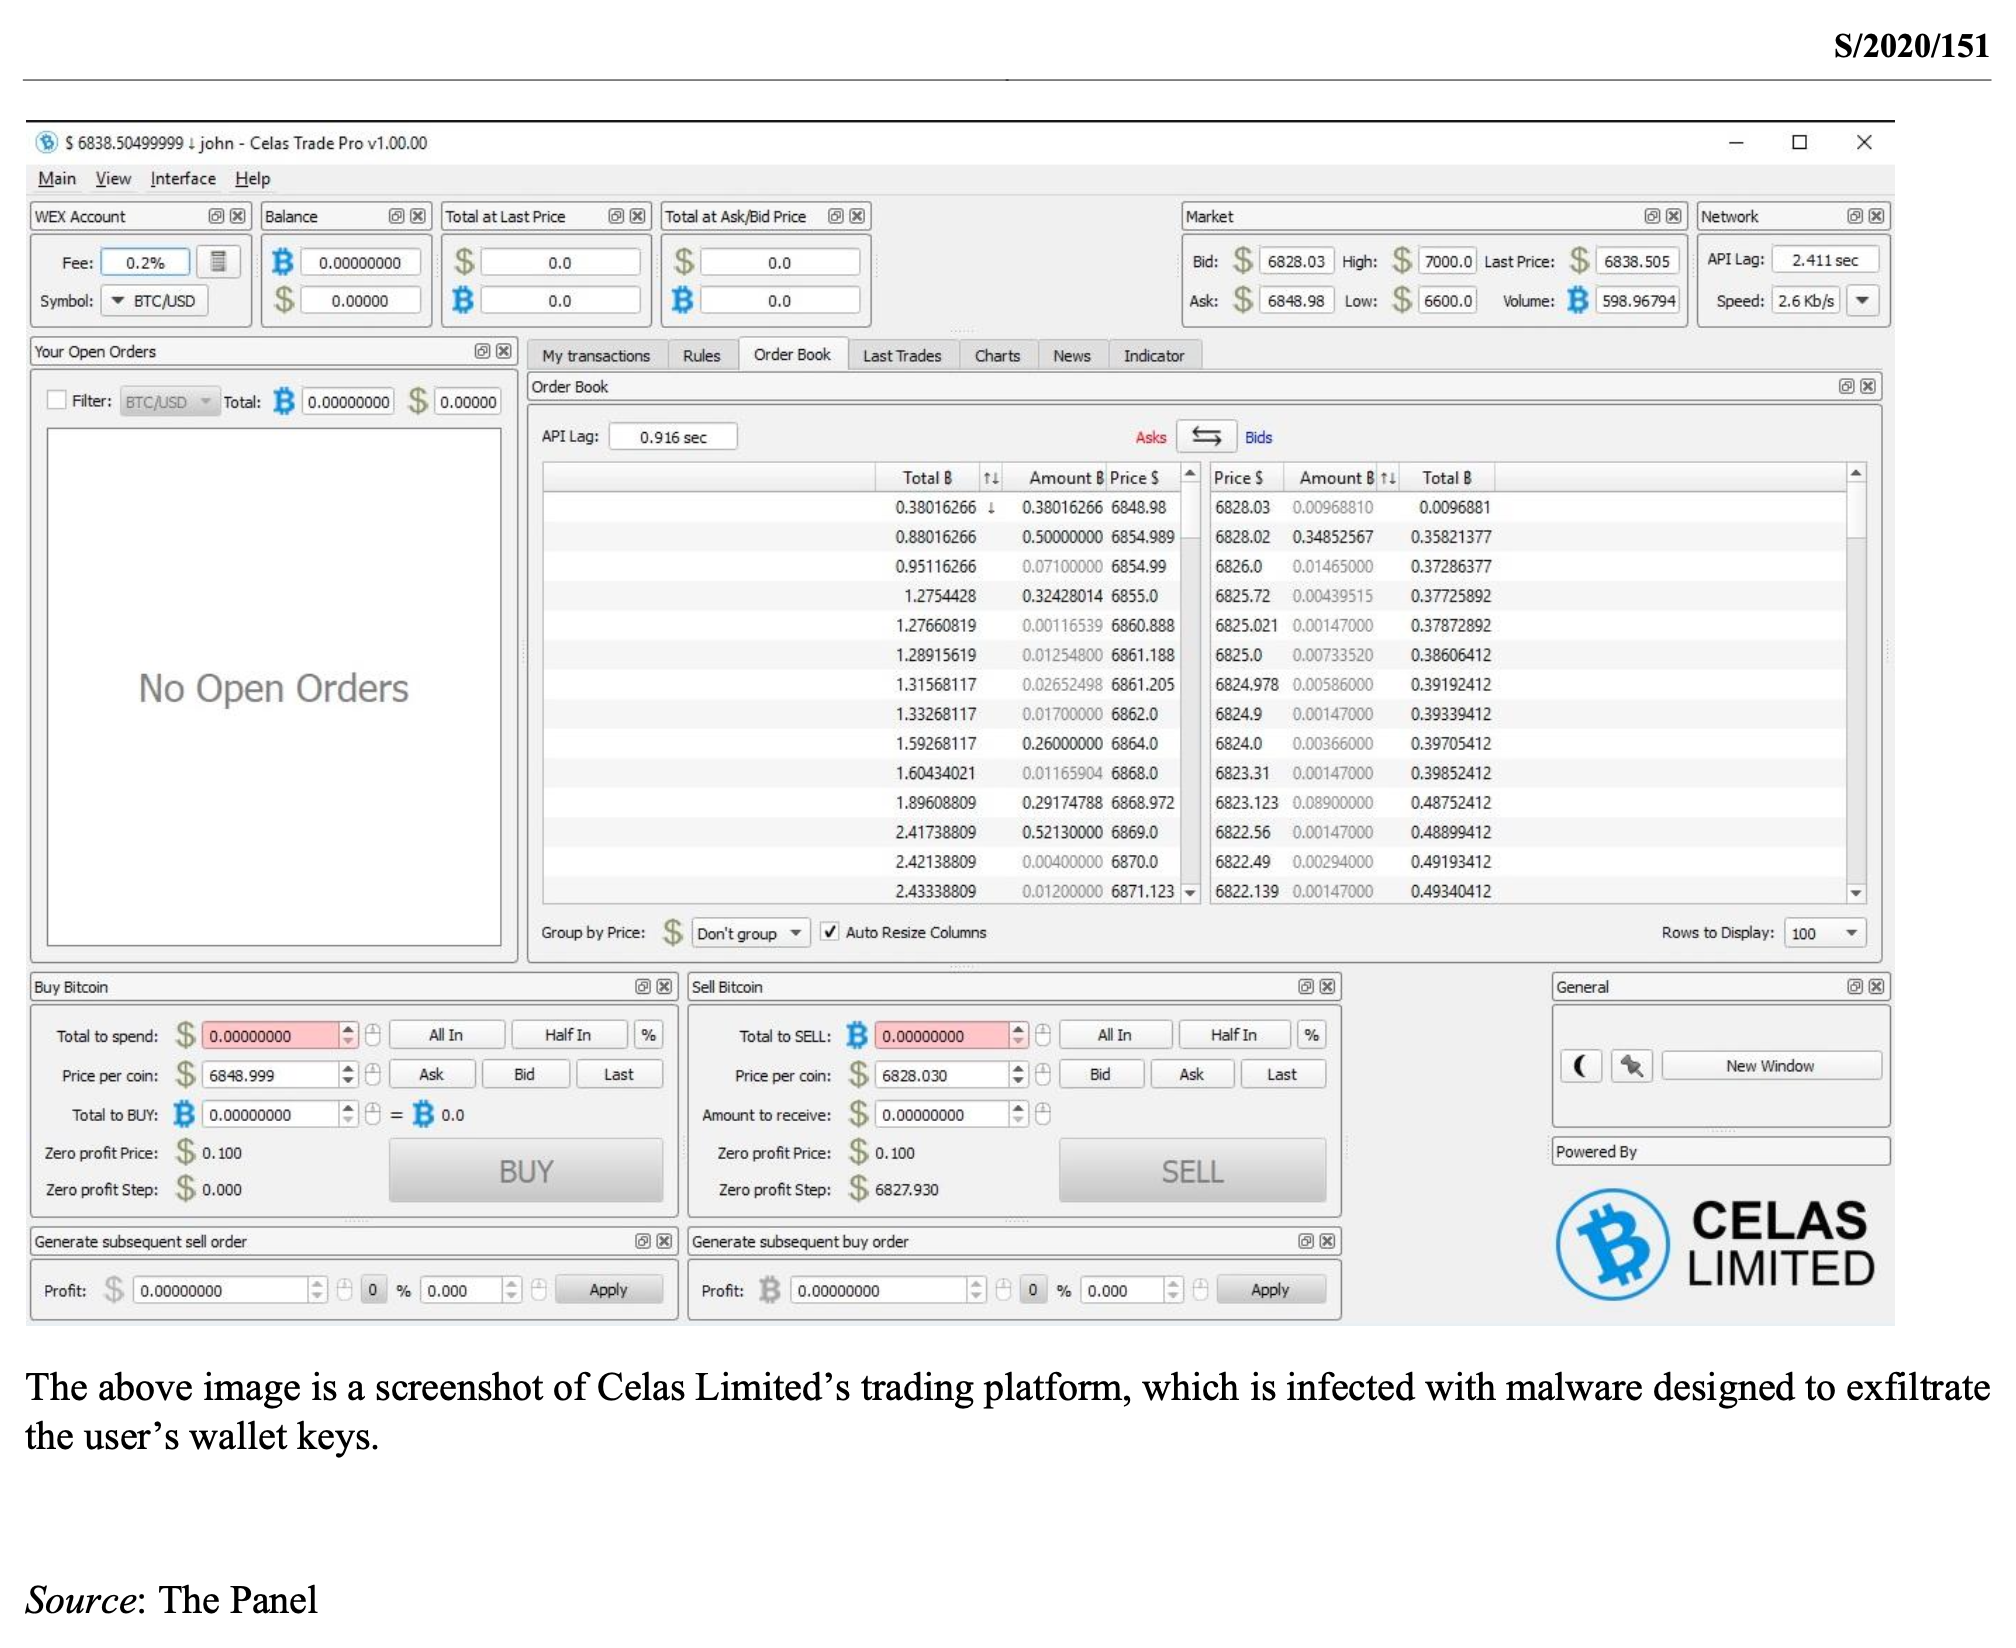 S/2020/151
$ 6838.50499999 ↓ john - Celas Trade Pro v1.00.00
Main View Interface Help
WEX Account
Fee: 0.2%
Symbol: BTC/USD
Balance
0.00000000
$ 0.00000
Total at Last Price
$ 0.0
0.0
Total at Ask/Bid Price
$ 0.0
0.0
Market
Bid: $ 6828.03 High: $ 7000.0 Last Price: $ 6838.505
Ask: $ 6848.98 Low: $ 6600.0 Volume: 598.96794
Network
API Lag: 2.411 sec
Speed: 2.6 Kb/s
Your Open Orders
Filter: BTC/USD Total: 0.00000000 $ 0.00000
No Open Orders
My transactions Rules Order Book Last Trades Charts News Indicator
Order Book
API Lag: 0.916 sec
Asks Bids
Total B ↑↓ Amount B Price $ Price $ Amount B ↑↓ Total B
0.38016266 ↓ 0.38016266 6848.98 6828.03 0.00968810 0.0096881
0.88016266 0.50000000 6854.989 6828.02 0.34852567 0.35821377
0.95116266 0.07100000 6854.99 6826.0 0.01465000 0.37286377
1.2754428 0.32428014 6855.0 6825.72 0.00439515 0.37725892
1.27660819 0.00116539 6860.888 6825.021 0.00147000 0.37872892
1.28915619 0.01254800 6861.188 6825.0 0.00733520 0.38606412
1.31568117 0.02652498 6861.205 6824.978 0.00586000 0.39192412
1.33268117 0.01700000 6862.0 6824.9 0.00147000 0.39339412
1.59268117 0.26000000 6864.0 6824.0 0.00366000 0.39705412
1.60434021 0.01165904 6868.0 6823.31 0.00147000 0.39852412
1.89608809 0.29174788 6868.972 6823.123 0.08900000 0.48752412
2.41738809 0.52130000 6869.0 6822.56 0.00147000 0.48899412
2.42138809 0.00400000 6870.0 6822.49 0.00294000 0.49193412
2.43338809 0.01200000 6871.123 6822.139 0.00147000 0.49340412
Group by Price: $ Don't group Auto Resize Columns Rows to Display: 100
Buy Bitcoin
Total to spend: $ 0.00000000 All In Half In %
Price per coin: $ 6848.999 Ask Bid Last
Total to BUY: 0.00000000 = 0.0
Zero profit Price: $ 0.100
Zero profit Step: $ 0.000
BUY
Sell Bitcoin
Total to SELL: 0.00000000 All In Half In %
Price per coin: $ 6828.030 Bid Ask Last
Amount to receive: $ 0.00000000
Zero profit Price: $ 0.100
Zero profit Step: $ 6827.930
SELL
General
New Window
Powered By
CELAS
LIMITED
Generate subsequent sell order
Profit: $ 0.00000000 0 % 0.000 Apply
Generate subsequent buy order
Profit: 0.00000000 0 % 0.000 Apply
The above image is a screenshot of Celas Limited’s trading platform, which is infected with malware designed to exfiltrate
the user’s wallet keys.
Source: The Panel